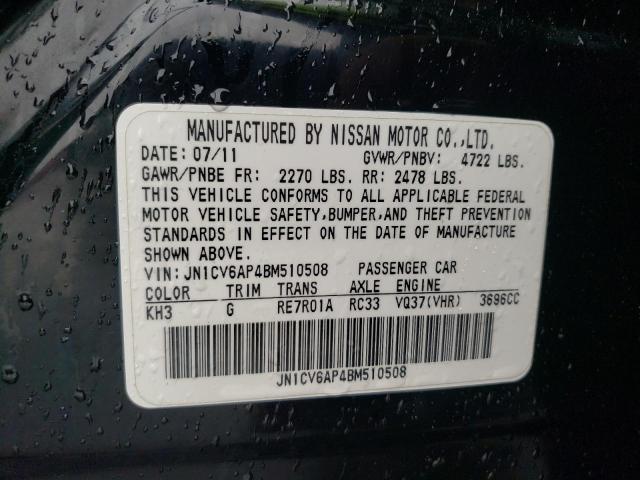 MANUFACTURED BY NISSAN MOTOR CO.,LTD.
DATE: 07/11 GVWR/PNBV: 4722 LBS.
GAWR/PNBE FR: 2270 LBS. RR: 2478 LBS.
THIS VEHICLE CONFORMS TO ALL APPLICABLE FEDERAL
MOTOR VEHICLE SAFETY,BUMPER,AND THEFT PREVENTION
STANDARDS IN EFFECT ON THE DATE OF MANUFACTURE
SHOWN ABOVE.
VIN: JN1CV6AP4BM510508 PASSENGER CAR
COLOR TRIM TRANS AXLE ENGINE
KH3 G RE7R01A RC33 VQ37(VHR) 3696CC
JN1CV6AP4BM510508